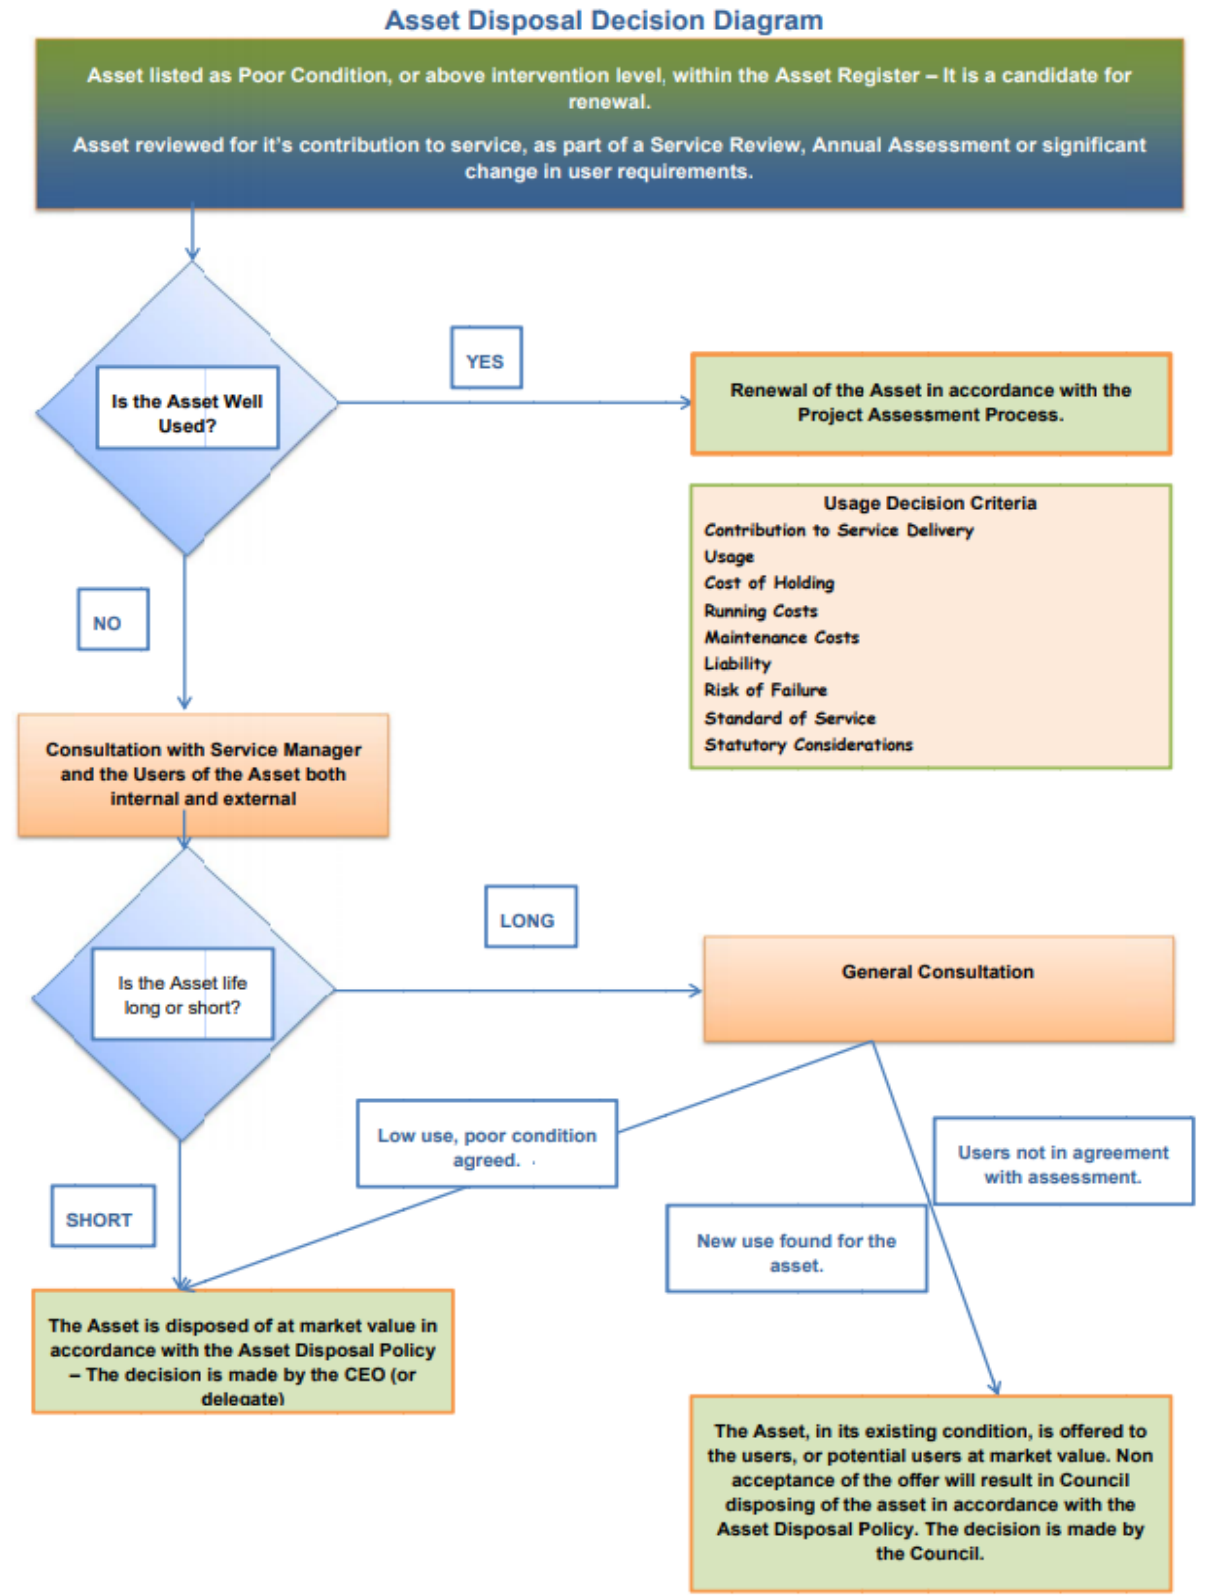 Asset Disposal Decision Diagram
Asset listed as Poor Condition, or above intervention level, within the Asset Register – It is a candidate for
renewal.
Asset reviewed for it's contribution to service, as part of a Service Review, Annual Assessment or significant
change in user requirements.
YES
Is the Asset Well
Used?
Renewal of the Asset in accordance with the
Project Assessment Process.
Usage Decision Criteria
Contribution to Service Delivery
Usage
Cost of Holding
Running Costs
Maintenance Costs
Liability
Risk of Failure
Standard of Service
Statutory Considerations
NO
Consultation with Service Manager
and the Users of the Asset both
internal and external
LONG
Is the Asset life
long or short?
General Consultation
Low use, poor condition
agreed. .
Users not in agreement
with assessment.
SHORT
New use found for the
asset.
The Asset is disposed of at market value in
accordance with the Asset Disposal Policy
– The decision is made by the CEO (or
delegate)
The Asset, in its existing condition, is offered to
the users, or potential users at market value. Non
acceptance of the offer will result in Council
disposing of the asset in accordance with the
Asset Disposal Policy. The decision is made by
the Council.